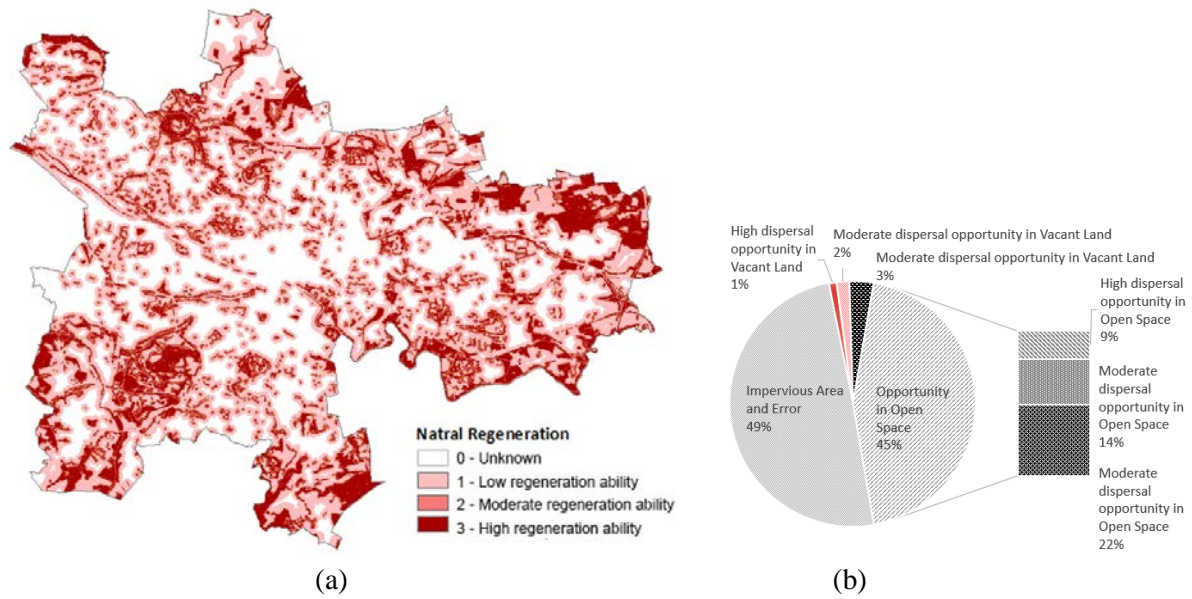 Natral Regeneration
0 - Unknown
1 - Low regeneration ability
2 - Moderate regeneration ability
3 - High regeneration ability
(a)
High dispersal
opportunity in
Vacant Land
1%
Moderate dispersal opportunity in Vacant Land
2%
Moderate dispersal opportunity in Vacant Land
3%
Impervious Area
and Error
49%
Opportunity
in Open
Space
45%
High dispersal
opportunity in
Open Space
9%
Moderate
dispersal
opportunity in
Open Space
14%
Moderate
dispersal
opportunity in
Open Space
22%
(b)